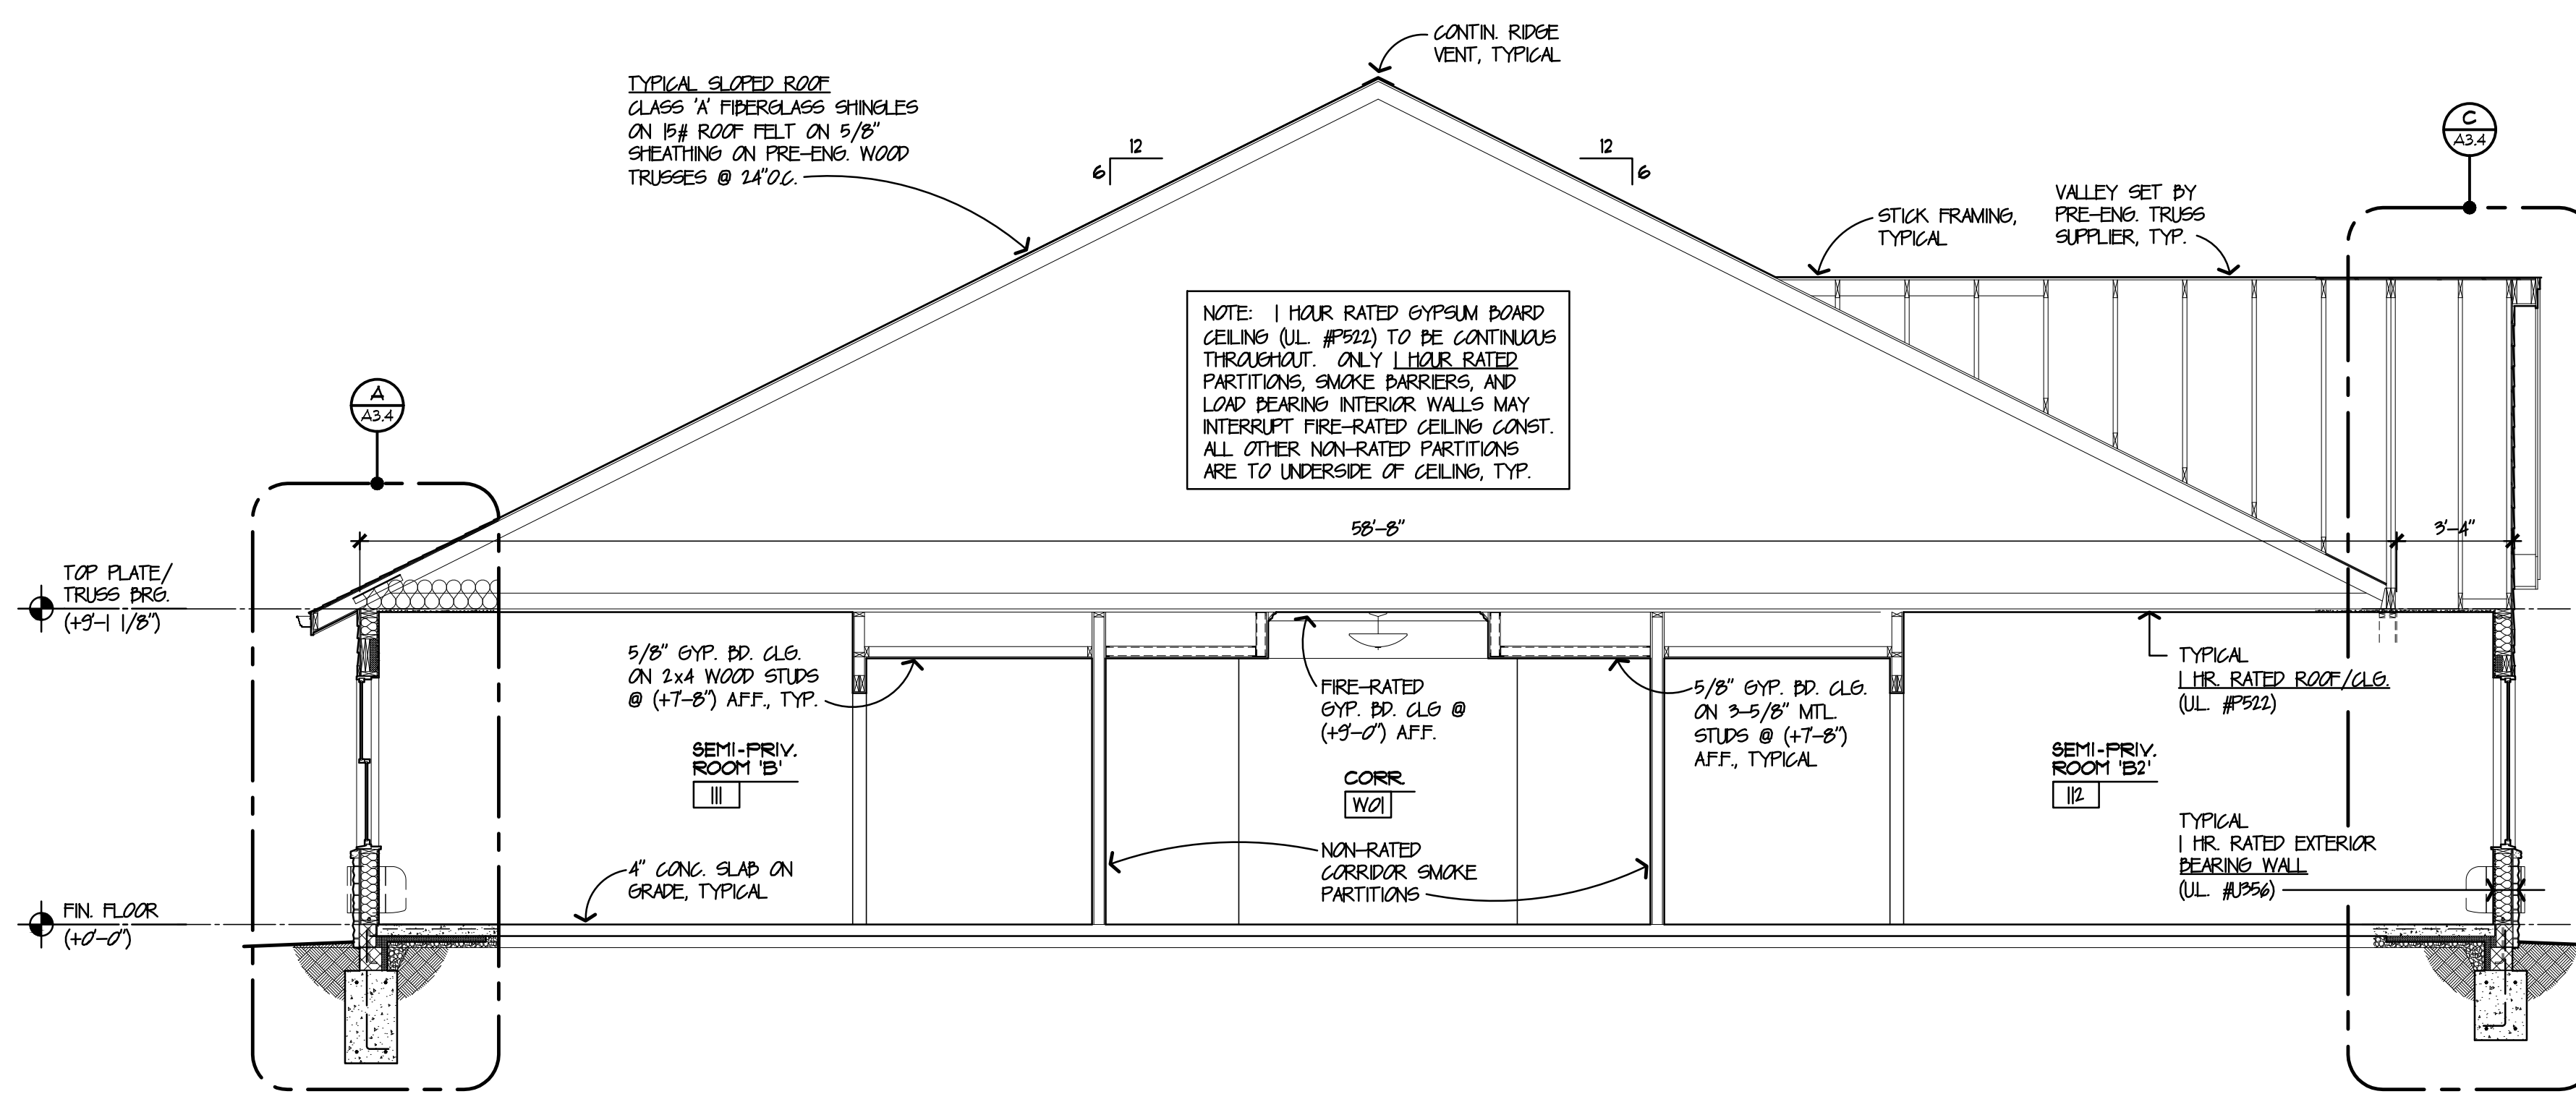 CONTIN. RIDGE
VENT, TYPICAL
TYPICAL SLOPED ROOF
CLASS 'A' FIBERGLASS SHINGLES
ON 15# ROOF FELT ON 5/8"
SHEATHING ON PRE-ENG. WOOD
TRUSSES @ 24"O.C.
12
6
12
6
C
A3.4
STICK FRAMING,
TYPICAL
VALLEY SET BY
PRE-ENG. TRUSS
SUPPLIER, TYP.
NOTE: 1 HOUR RATED GYPSUM BOARD
CEILING (U.L. #P522) TO BE CONTINUOUS
THROUGHOUT. ONLY 1 HOUR RATED
PARTITIONS, SMOKE BARRIERS, AND
LOAD BEARING INTERIOR WALLS MAY
INTERRUPT FIRE-RATED CEILING CONST.
ALL OTHER NON-RATED PARTITIONS
ARE TO UNDERSIDE OF CEILING, TYP.
A
A3.4
58'-8"
3'-4"
TOP PLATE/
TRUSS BRG.
(+9'-1 1/8")
5/8" GYP. BD. CLG.
ON 2x4 WOOD STUDS
@ (+7'-8") A.F.F., TYP.
FIRE-RATED
GYP. BD. CLG @
(+9'-0") A.F.F.
5/8" GYP. BD. CLG.
ON 3-5/8" MTL.
STUDS @ (+7'-8")
A.F.F., TYPICAL
TYPICAL
1 HR. RATED ROOF/CLG.
(U.L. #P522)
SEMI-PRIV.
ROOM 'B'
111
CORR.
W01
SEMI-PRIV.
ROOM 'B2'
112
TYPICAL
1 HR. RATED EXTERIOR
BEARING WALL
(U.L. #U356)
4" CONC. SLAB ON
GRADE, TYPICAL
NON-RATED
CORRIDOR SMOKE
PARTITIONS
FIN. FLOOR
(+0'-0")